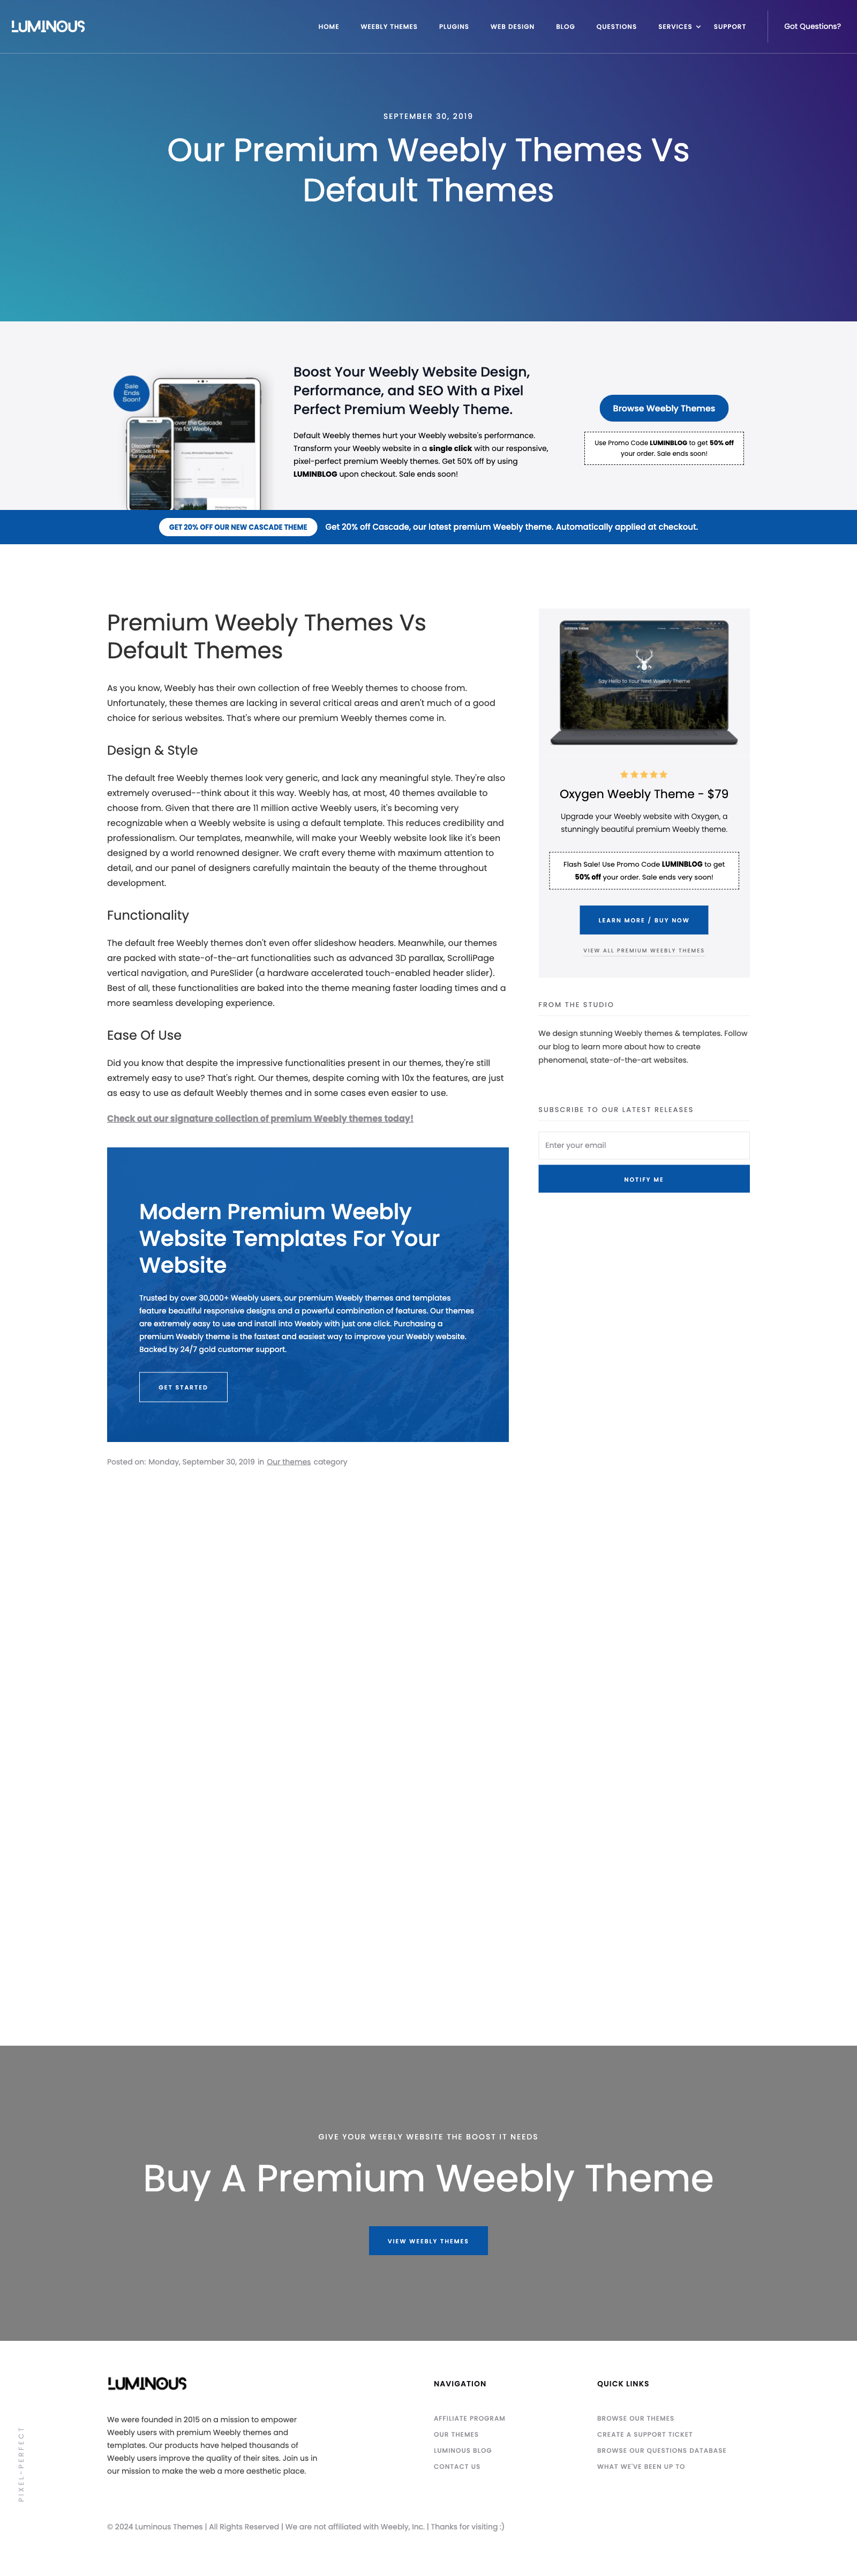 LUMINOUS
HOME WEEBLY THEMES PLUGINS WEB DESIGN BLOG QUESTIONS SERVICES SUPPORT Got Questions?
SEPTEMBER 30, 2019
Our Premium Weebly Themes Vs
Default Themes
Sale
Ends
Soon!
Boost Your Weebly Website Design,
Performance, and SEO With a Pixel
Perfect Premium Weebly Theme.
Default Weebly themes hurt your Weebly website's performance.
Transform your Weebly website in a single click with our responsive,
pixel-perfect premium Weebly themes. Get 50% off by using
LUMINBLOG upon checkout. Sale ends soon!
Browse Weebly Themes
Use Promo Code LUMINBLOG to get 50% off
your order. Sale ends soon!
GET 20% OFF OUR NEW CASCADE THEME Get 20% off Cascade, our latest premium Weebly theme. Automatically applied at checkout.
Premium Weebly Themes Vs
Default Themes
As you know, Weebly has their own collection of free Weebly themes to choose from.
Unfortunately, these themes are lacking in several critical areas and aren't much of a good
choice for serious websites. That's where our premium Weebly themes come in.
Design & Style
The default free Weebly themes look very generic, and lack any meaningful style. They're also
extremely overused--think about it this way. Weebly has, at most, 40 themes available to
choose from. Given that there are 11 million active Weebly users, it's becoming very
recognizable when a Weebly website is using a default template. This reduces credibility and
professionalism. Our templates, meanwhile, will make your Weebly website look like it's been
designed by a world renowned designer. We craft every theme with maximum attention to
detail, and our panel of designers carefully maintain the beauty of the theme throughout
development.
Functionality
The default free Weebly themes don't even offer slideshow headers. Meanwhile, our themes
are packed with state-of-the-art functionalities such as advanced 3D parallax, ScrolliPage
vertical navigation, and PureSlider (a hardware accelerated touch-enabled header slider).
Best of all, these functionalities are baked into the theme meaning faster loading times and a
more seamless developing experience.
Ease Of Use
Did you know that despite the impressive functionalities present in our themes, they're still
extremely easy to use? That's right. Our themes, despite coming with 10x the features, are just
as easy to use as default Weebly themes and in some cases even easier to use.
Check out our signature collection of premium Weebly themes today!
Modern Premium Weebly
Website Templates For Your
Website
Trusted by over 30,000+ Weebly users, our premium Weebly themes and templates
feature beautiful responsive designs and a powerful combination of features. Our themes
are extremely easy to use and install into Weebly with just one click. Purchasing a
premium Weebly theme is the fastest and easiest way to improve your Weebly website.
Backed by 24/7 gold customer support.
GET STARTED
Posted on: Monday, September 30, 2019 in Our themes category
Say Hello to Your Next Weebly Theme
Oxygen Weebly Theme - $79
Upgrade your Weebly website with Oxygen, a
stunningly beautiful premium Weebly theme.
Flash Sale! Use Promo Code LUMINBLOG to get
50% off your order. Sale ends very soon!
LEARN MORE / BUY NOW
VIEW ALL PREMIUM WEEBLY THEMES
FROM THE STUDIO
We design stunning Weebly themes & templates. Follow
our blog to learn more about how to create
phenomenal, state-of-the-art websites.
SUBSCRIBE TO OUR LATEST RELEASES
Enter your email
NOTIFY ME
GIVE YOUR WEEBLY WEBSITE THE BOOST IT NEEDS
Buy A Premium Weebly Theme
VIEW WEEBLY THEMES
LUMINOUS
We were founded in 2015 on a mission to empower
Weebly users with premium Weebly themes and
templates. Our products have helped thousands of
Weebly users improve the quality of their sites. Join us in
our mission to make the web a more aesthetic place.
NAVIGATION
AFFILIATE PROGRAM
OUR THEMES
LUMINOUS BLOG
CONTACT US
QUICK LINKS
BROWSE OUR THEMES
CREATE A SUPPORT TICKET
BROWSE OUR QUESTIONS DATABASE
WHAT WE'VE BEEN UP TO
PIXEL-PERFECT
© 2024 Luminous Themes | All Rights Reserved | We are not affiliated with Weebly, Inc. | Thanks for visiting :)